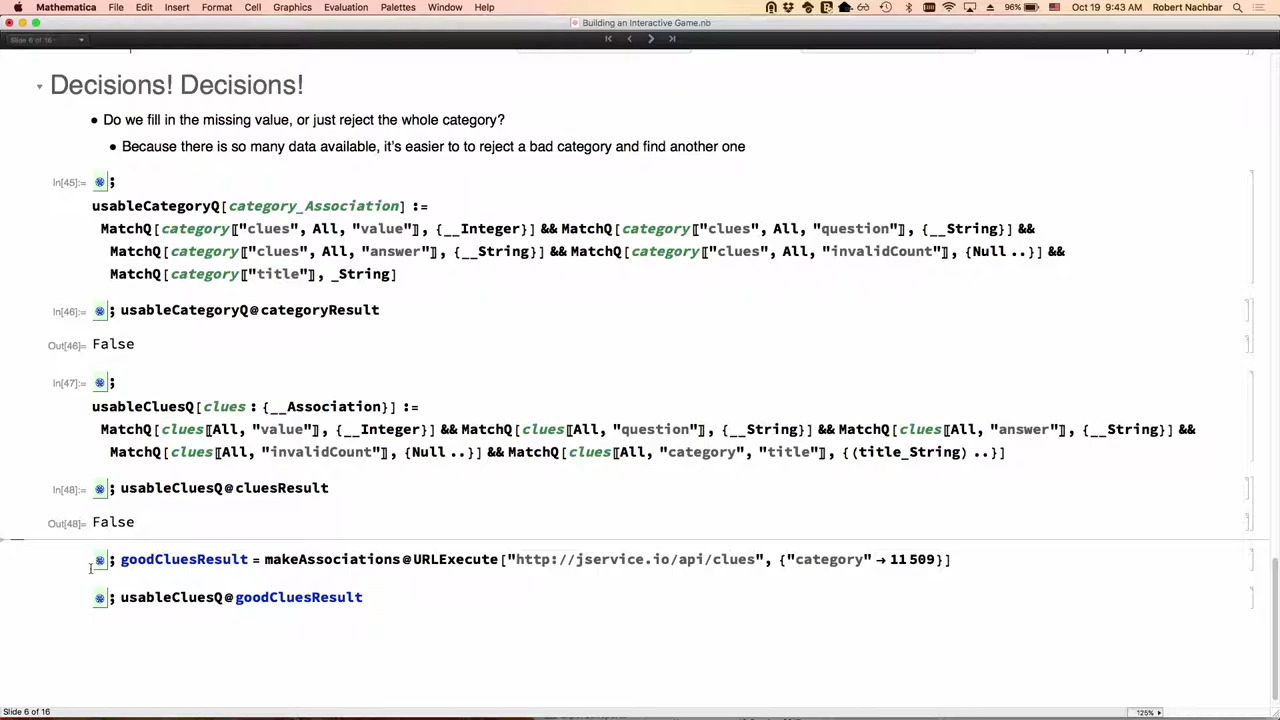 Mathematica File Edit Insert Format Cell Graphics Evaluation Palettes Window Help 96% Oct 19 9:43 AM Robert Nachbar
Building an Interactive Game.nb
Slide 6 of 16
Decisions! Decisions!
• Do we fill in the missing value, or just reject the whole category?
• Because there is so many data available, it's easier to to reject a bad category and find another one
In[45]:= ;
usableCategoryQ[category_Association] :=
MatchQ[category〚"clues", All, "value"〛, {__Integer}] && MatchQ[category〚"clues", All, "question"〛, {__String}] &&
MatchQ[category〚"clues", All, "answer"〛, {__String}] && MatchQ[category〚"clues", All, "invalidCount"〛, {Null ..}] &&
MatchQ[category〚"title"〛, _String]
In[46]:= ; usableCategoryQ@categoryResult
Out[46]= False
In[47]:= ;
usableCluesQ[clues : {__Association}] :=
MatchQ[clues〚All, "value"〛, {__Integer}] && MatchQ[clues〚All, "question"〛, {__String}] && MatchQ[clues〚All, "answer"〛, {__String}] &&
MatchQ[clues〚All, "invalidCount"〛, {Null ..}] && MatchQ[clues〚All, "category", "title"〛, {(title_String) ..}]
In[48]:= ; usableCluesQ@cluesResult
Out[48]= False
; goodCluesResult = makeAssociations@URLExecute["http://jservice.io/api/clues", {"category" → 11509}]
; usableCluesQ@goodCluesResult
Slide 6 of 16
125%